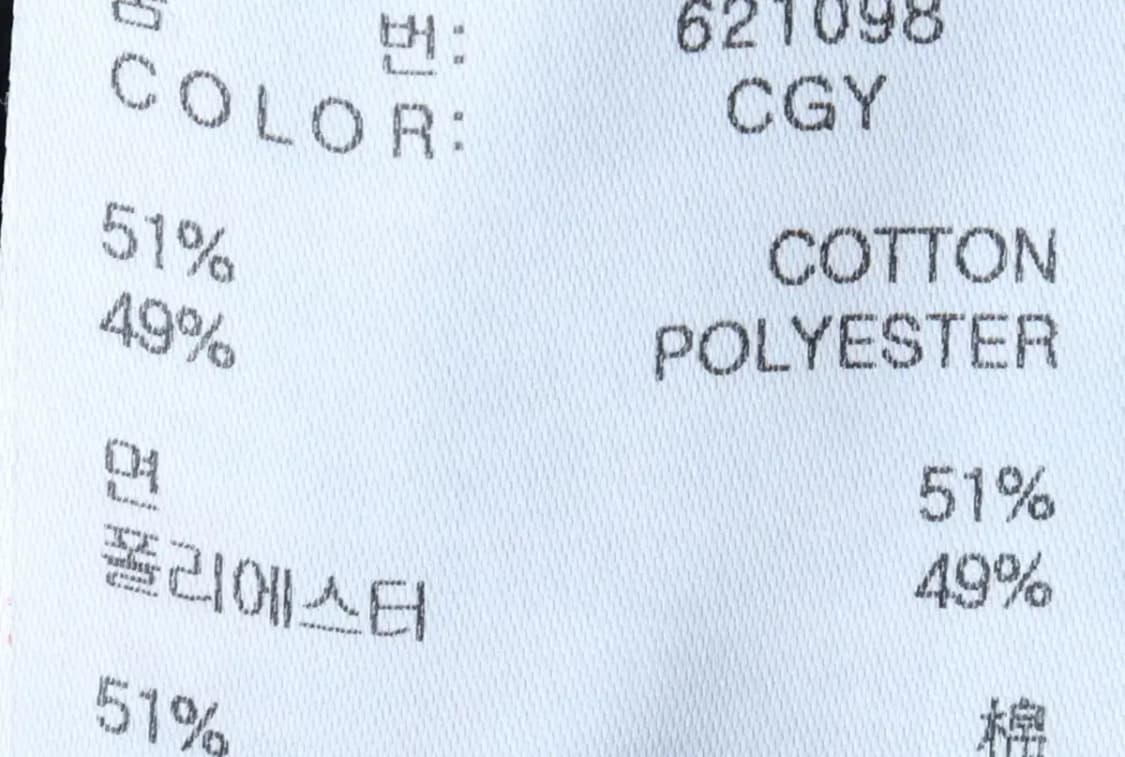 번: 621098
COLOR: CGY
51% COTTON
49% POLYESTER
면 51%
폴리에스터 49%
51% 棉